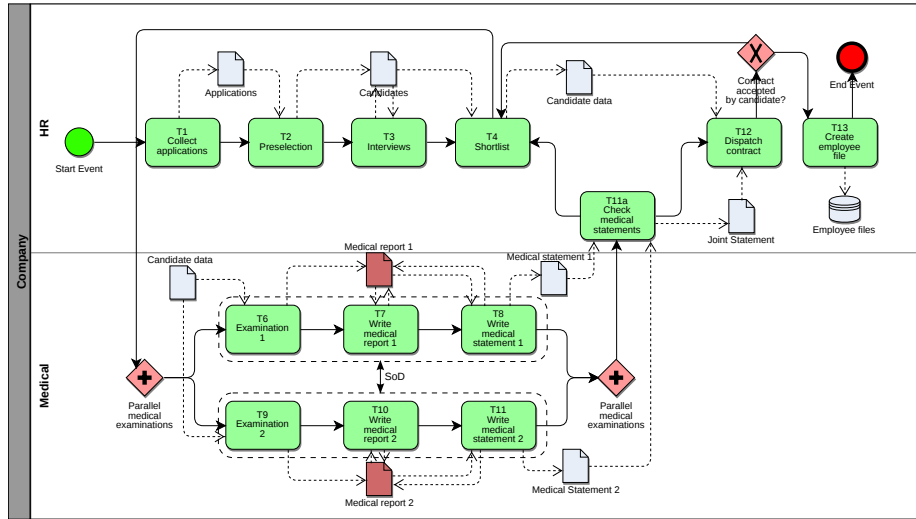 Company
HR
Medical
Start Event
T1
Collect
applications
Applications
T2
Preselection
T3
Interviews
Candidates
T4
Shortlist
Candidate data
T12
Dispatch
contract
Contract
accepted
by candidate?
X
T13
Create
employee
file
End Event
Employee files
T11a
Check
medical
statements
Joint Statement
Candidate data
Medical report 1
Medical statement 1
T6
Examination
1
T7
Write
medical
report 1
T8
Write
medical
statement 1
SoD
Parallel
medical
examinations
Parallel
medical
examinations
T9
Examination
2
T10
Write
medical
report 2
T11
Write
medical
statement 2
Medical report 2
Medical Statement 2